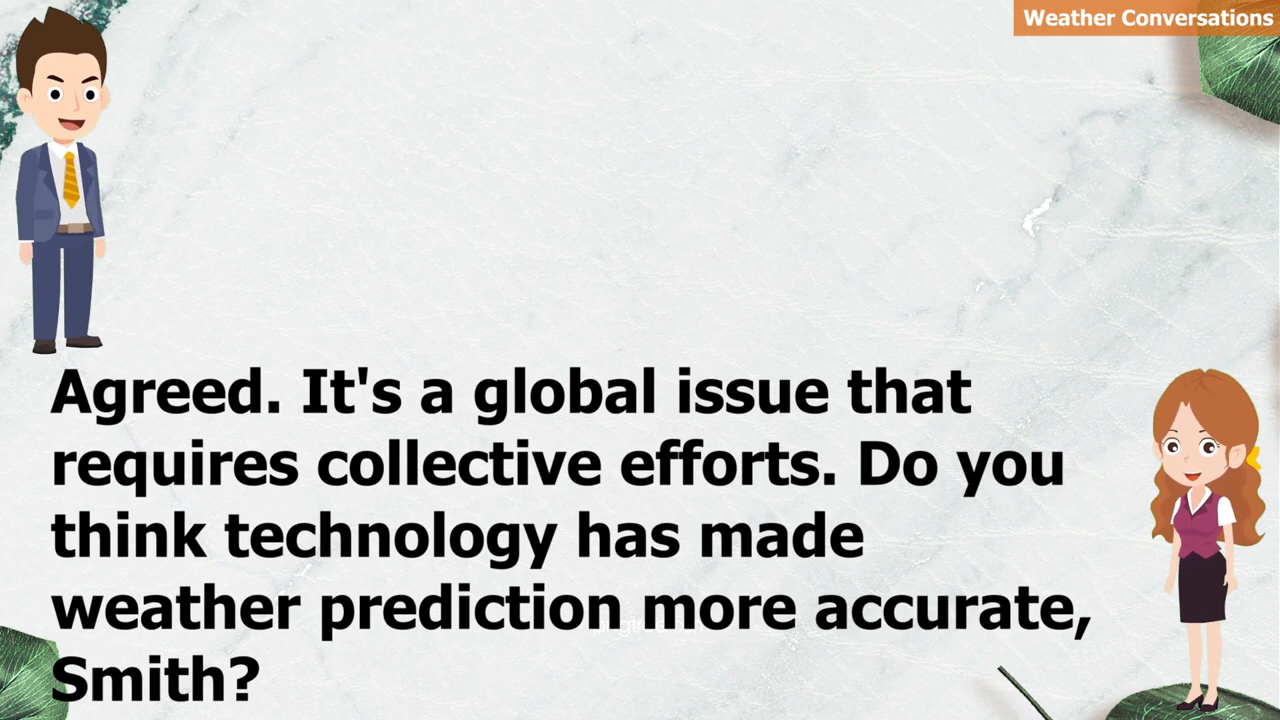 Weather Conversations
Agreed. It's a global issue that
requires collective efforts. Do you
think technology has made
weather prediction more accurate,
Smith?